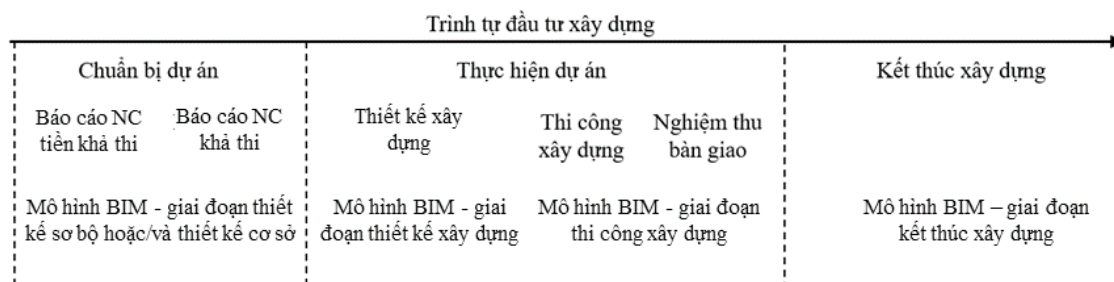 Trình tự đầu tư xây dựng
Chuẩn bị dự án
Thực hiện dự án
Kết thúc xây dựng
Báo cáo NC
tiền khả thi
Báo cáo NC
khả thi
Thiết kế xây
dựng
Thi công
xây dựng
Nghiệm thu
bàn giao
Mô hình BIM - giai đoạn thiết
kế sơ bộ hoặc/và thiết kế cơ sở
Mô hình BIM - giai
đoạn thiết kế xây dựng
Mô hình BIM - giai đoạn
thi công xây dựng
Mô hình BIM – giai đoạn
kết thúc xây dựng